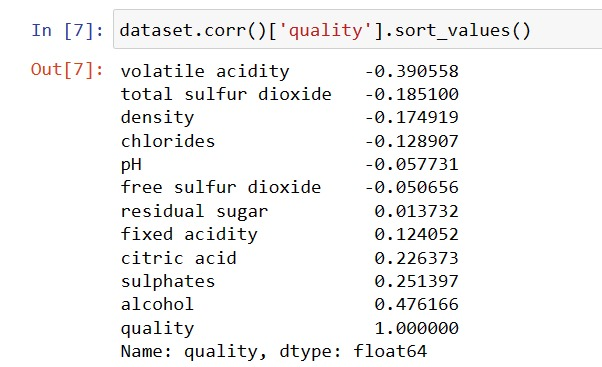 In [7]: dataset.corr()['quality'].sort_values()
Out[7]: volatile acidity -0.390558
total sulfur dioxide -0.185100
density -0.174919
chlorides -0.128907
pH -0.057731
free sulfur dioxide -0.050656
residual sugar 0.013732
fixed acidity 0.124052
citric acid 0.226373
sulphates 0.251397
alcohol 0.476166
quality 1.000000
Name: quality, dtype: float64